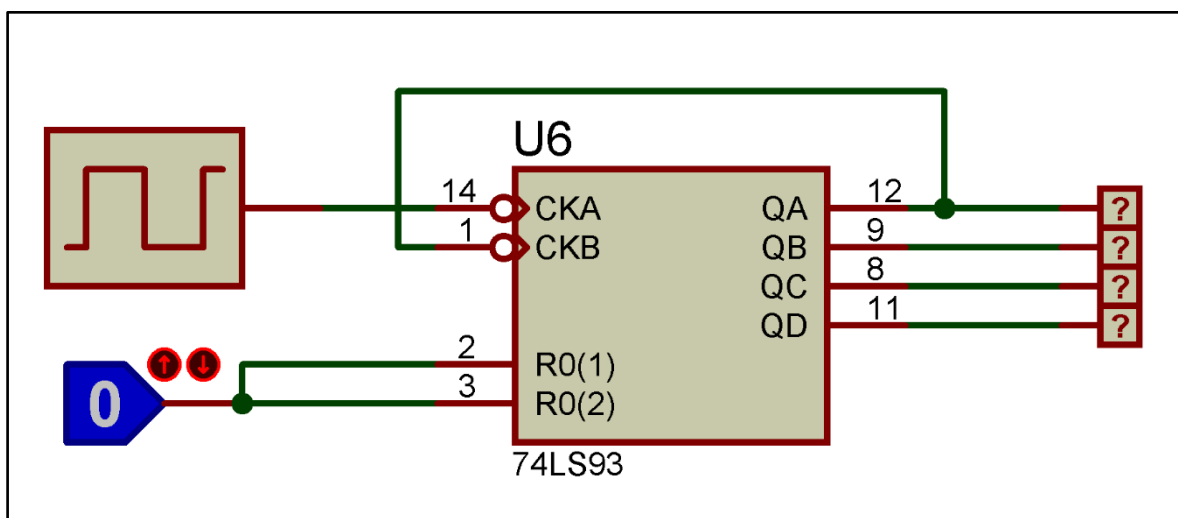 U6
14 CKA QA 12 ?
1 CKB QB 9 ?
QC 8 ?
QD 11 ?
2 R0(1)
0 3 R0(2)
74LS93